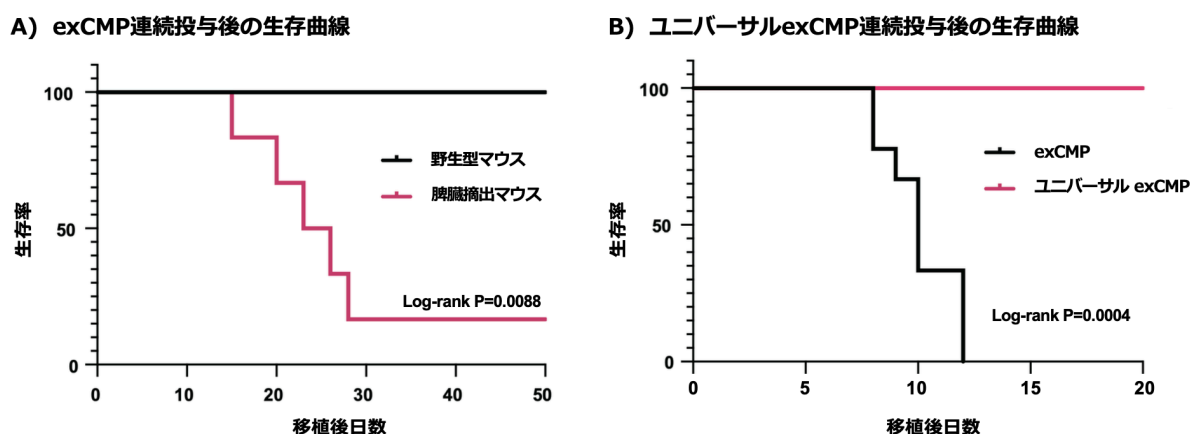 A) exCMP連続投与後の生存曲線
100
50
0
生存率
野生型マウス
脾臓摘出マウス
Log-rank P=0.0088
0 10 20 30 40 50
移植後日数
B) ユニバーサルexCMP連続投与後の生存曲線
100
50
0
生存率
exCMP
ユニバーサル exCMP
Log-rank P=0.0004
0 5 10 15 20
移植後日数